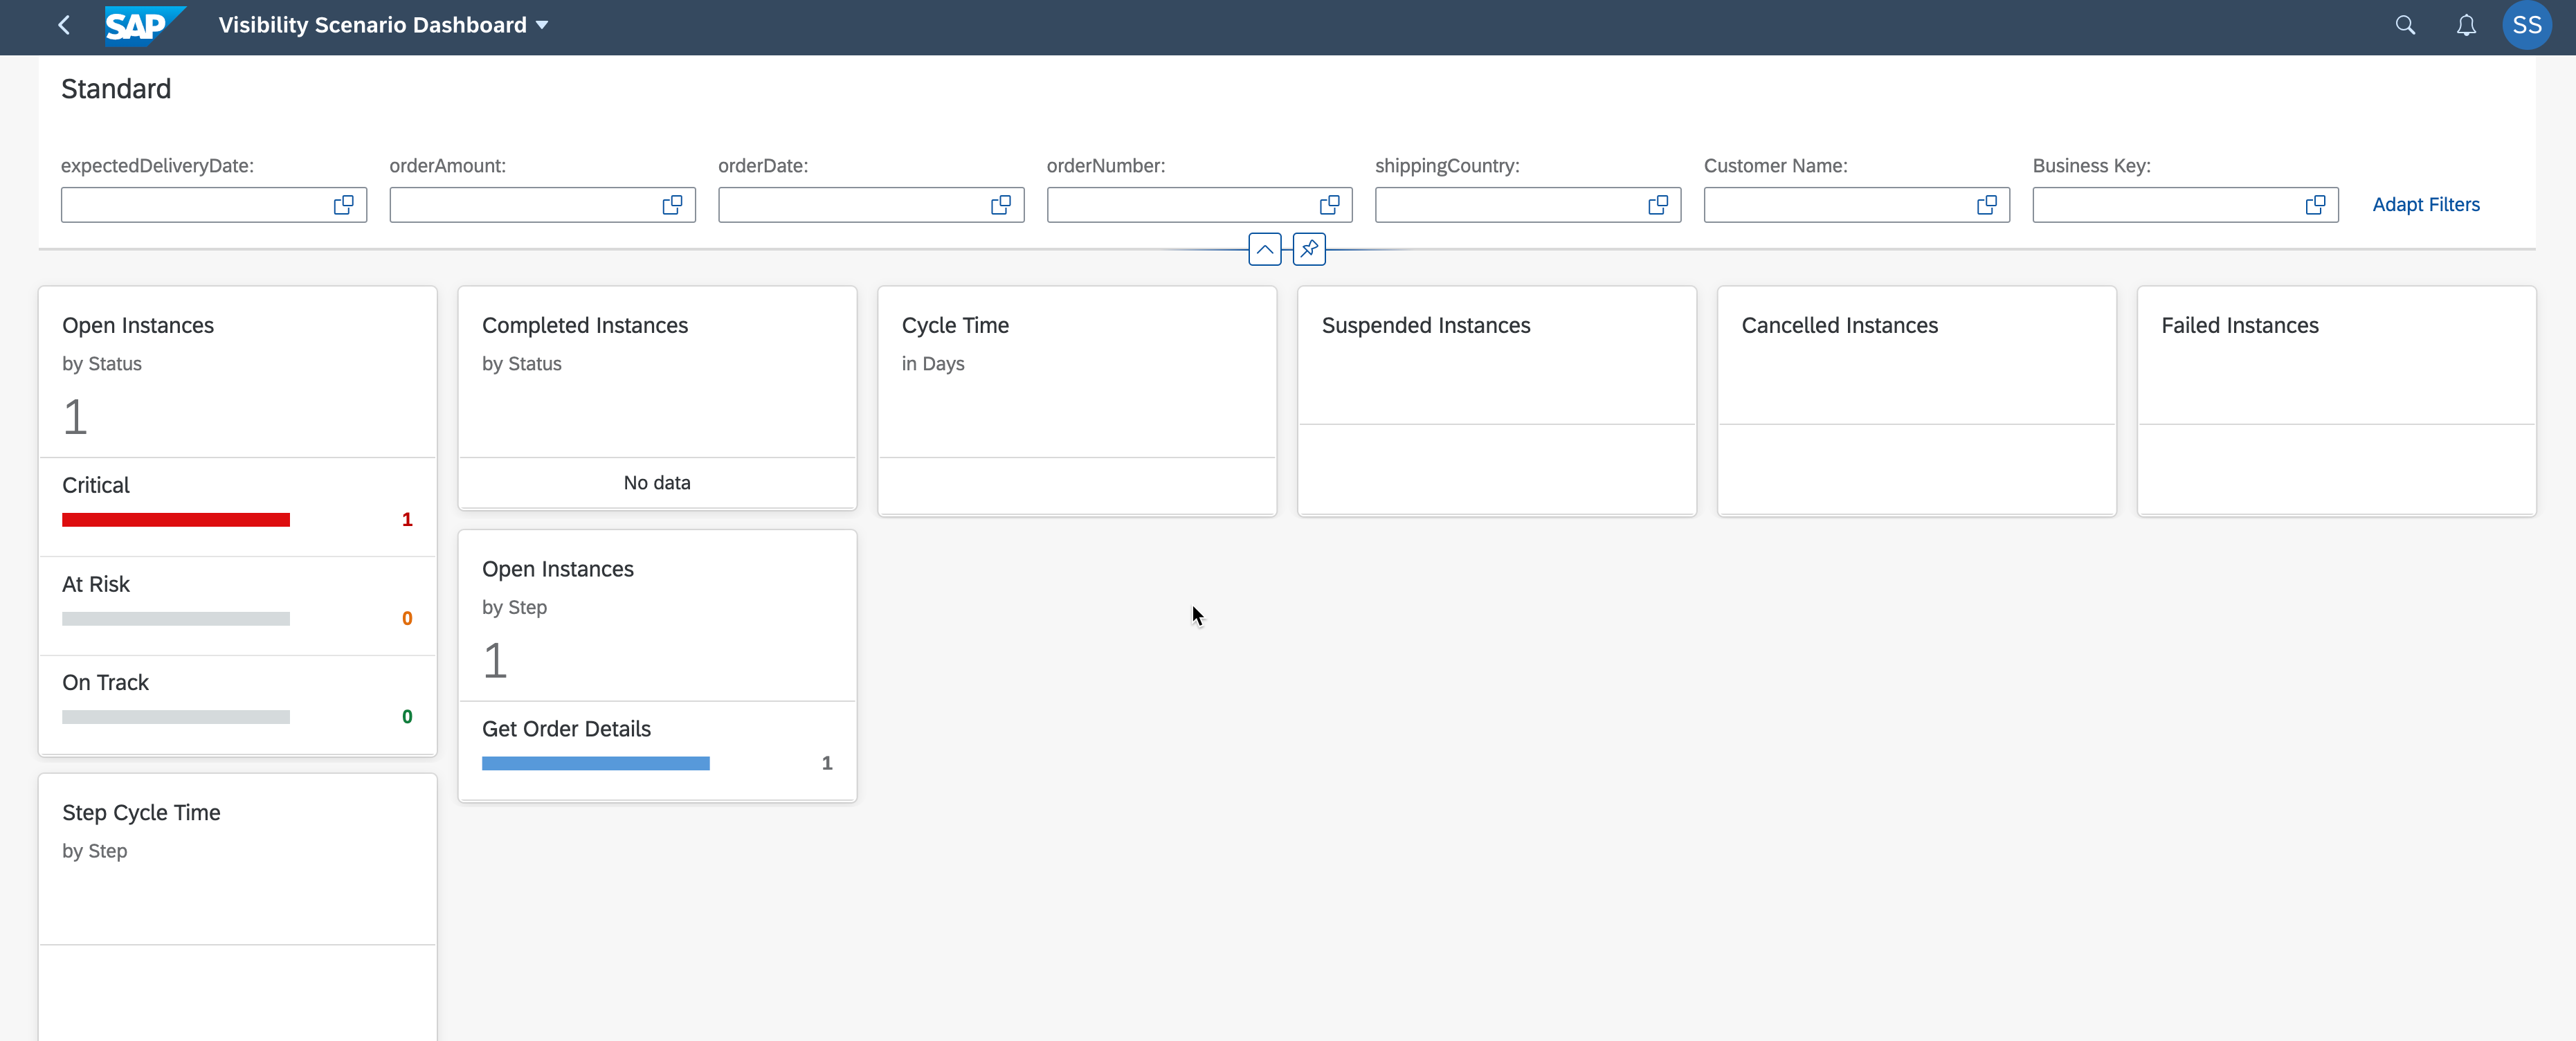 SAP
Visibility Scenario Dashboard
SS
Standard
expectedDeliveryDate:
orderAmount:
orderDate:
orderNumber:
shippingCountry:
Customer Name:
Business Key:
Adapt Filters
Open Instances
by Status
1
Critical
1
At Risk
0
On Track
0
Completed Instances
by Status
No data
Cycle Time
in Days
Suspended Instances
Cancelled Instances
Failed Instances
Open Instances
by Step
1
Get Order Details
1
Step Cycle Time
by Step